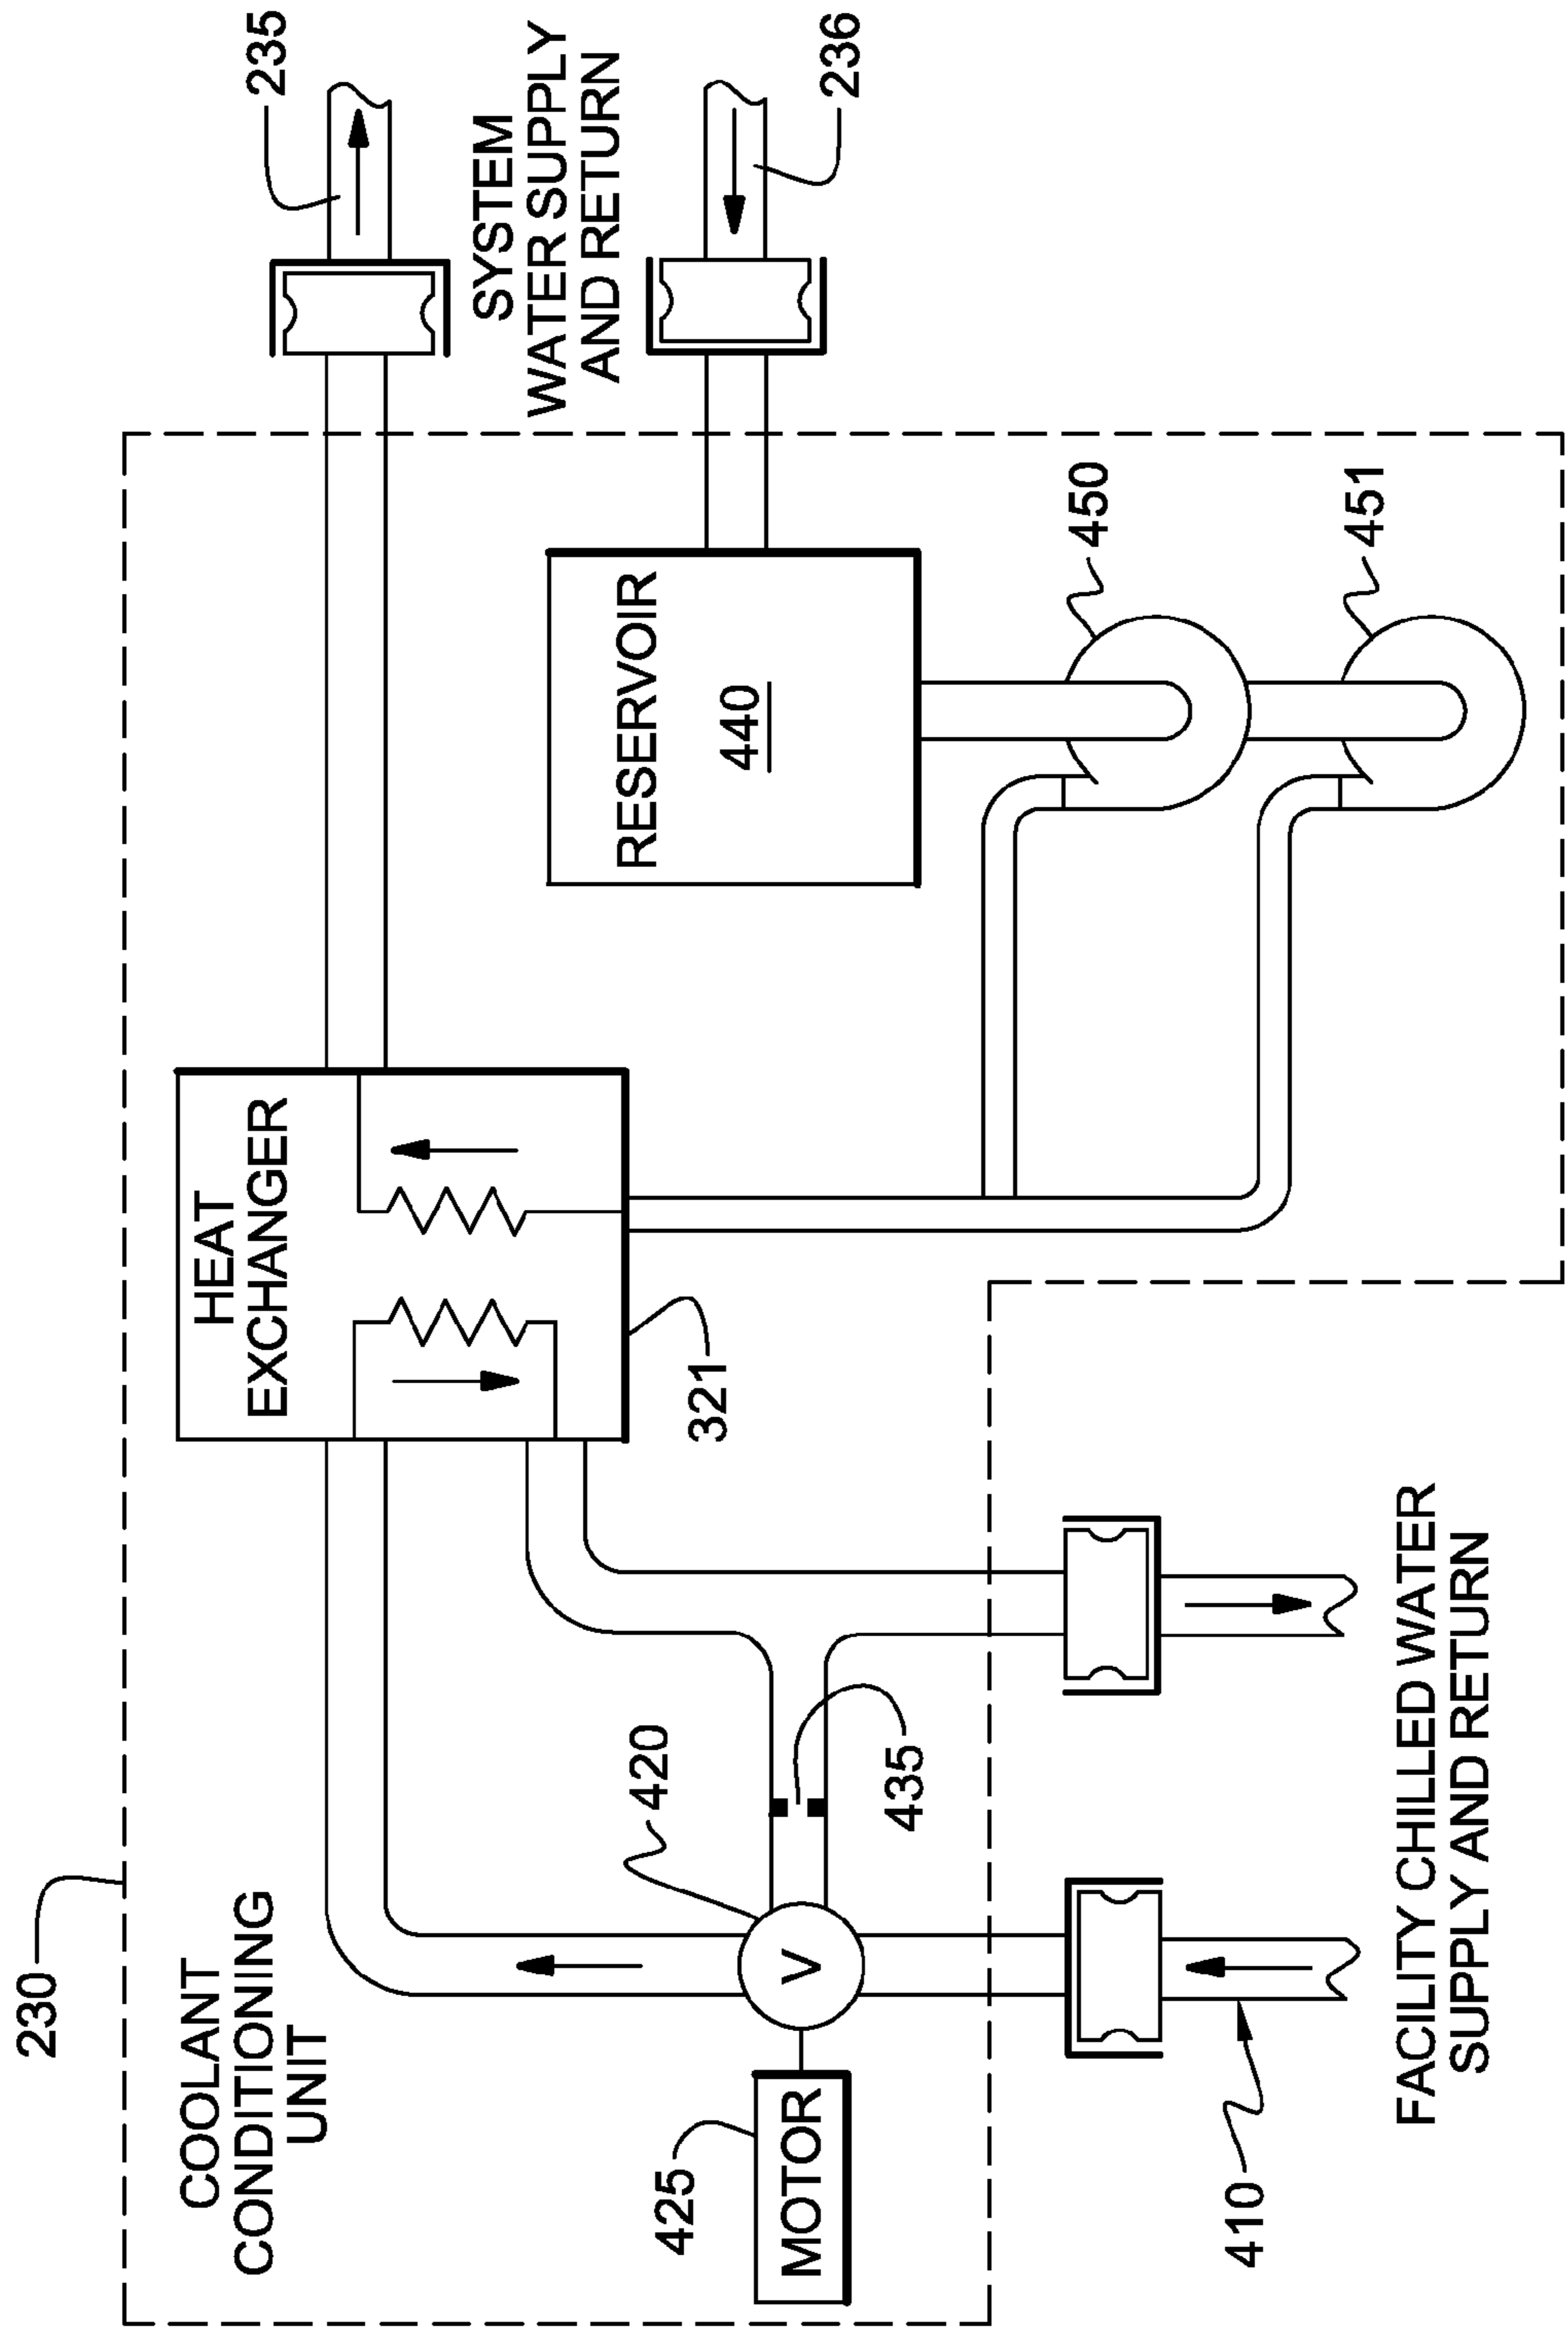 230
COOLANT
CONDITIONING
UNIT
HEAT
EXCHANGER
235
SYSTEM
WATER SUPPLY
AND RETURN
236
RESERVOIR
440
450
451
321
420
435
V
425
MOTOR
410
FACILITY CHILLED WATER
SUPPLY AND RETURN